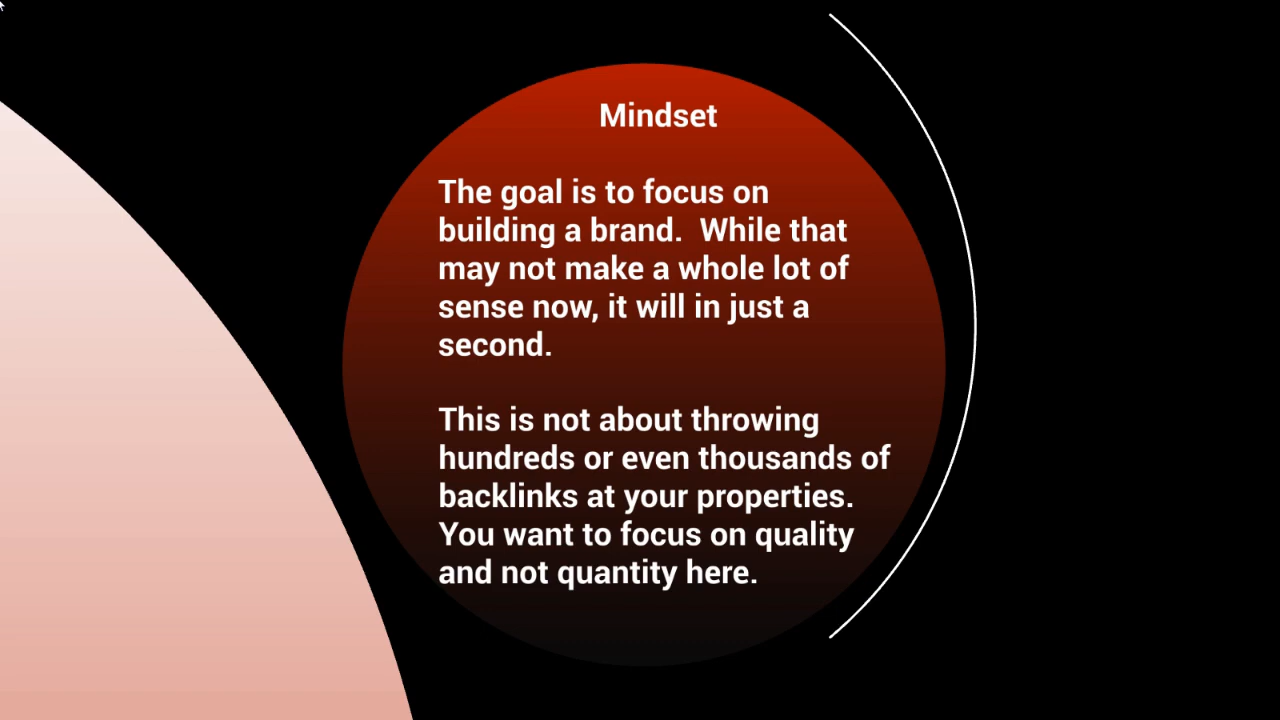 Mindset
The goal is to focus on
building a brand.  While that
may not make a whole lot of
sense now, it will in just a
second.
This is not about throwing
hundreds or even thousands of
backlinks at your properties.
You want to focus on quality
and not quantity here.